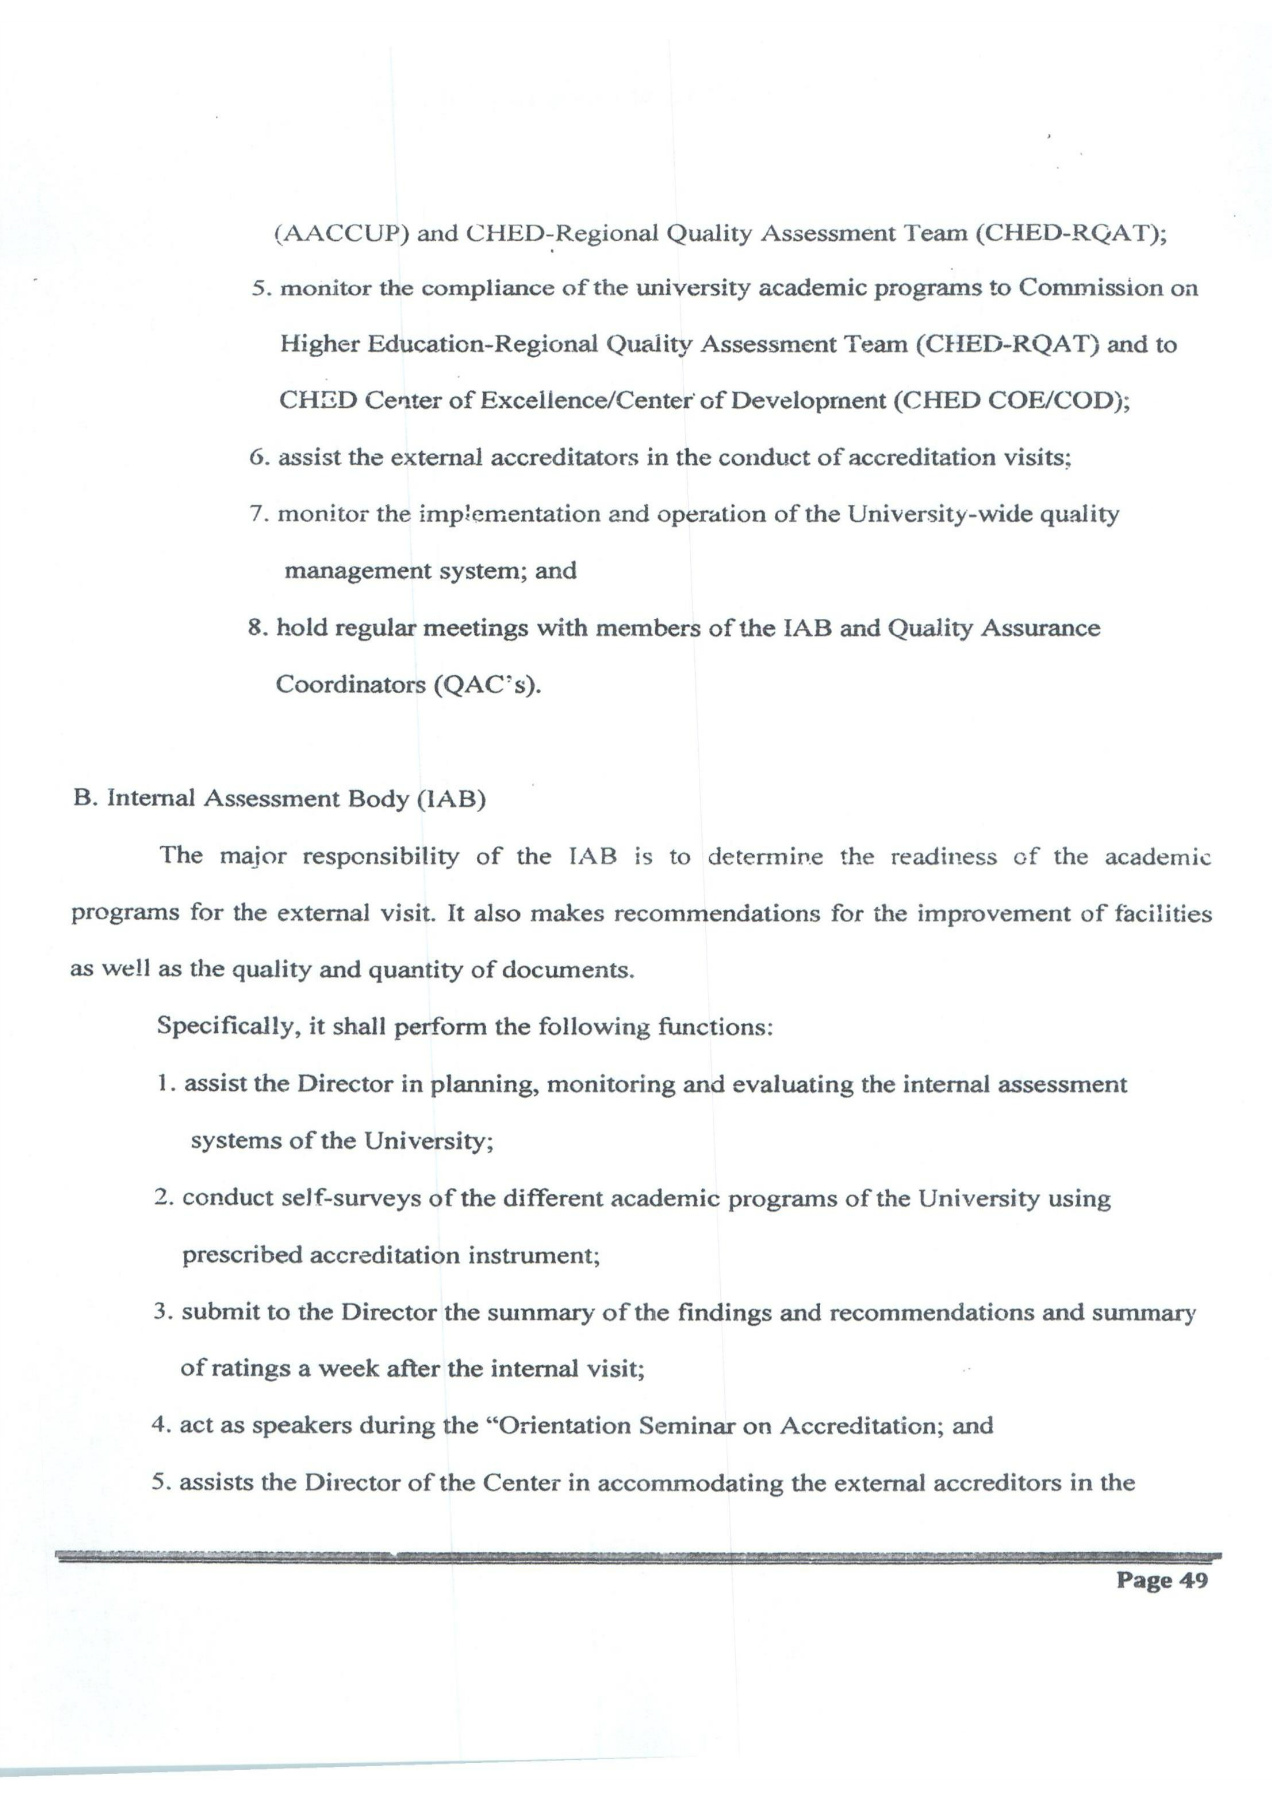 (AACCUP) and CHED-Regional Quality Assessment Team (CHED-RQAT);
5. monitor the compliance of the university academic programs to Commission on
Higher Education-Regional Quality Assessment Team (CHED-RQAT) and to
CHED Center of Excellence/Center of Development (CHED COE/COD);
6. assist the external accreditators in the conduct of accreditation visits;
7. monitor the implementation and operation of the University-wide quality
management system; and
8. hold regular meetings with members of the IAB and Quality Assurance
Coordinators (QAC's).
B. Internal Assessment Body (IAB)
The major responsibility of the IAB is to determine the readiness of the academic
programs for the external visit. It also makes recommendations for the improvement of facilities
as well as the quality and quantity of documents.
Specifically, it shall perform the following functions:
1. assist the Director in planning, monitoring and evaluating the internal assessment
systems of the University;
2. conduct self-surveys of the different academic programs of the University using
prescribed accreditation instrument;
3. submit to the Director the summary of the findings and recommendations and summary
of ratings a week after the internal visit;
4. act as speakers during the “Orientation Seminar on Accreditation; and
5. assists the Director of the Center in accommodating the external accreditors in the
Page 49